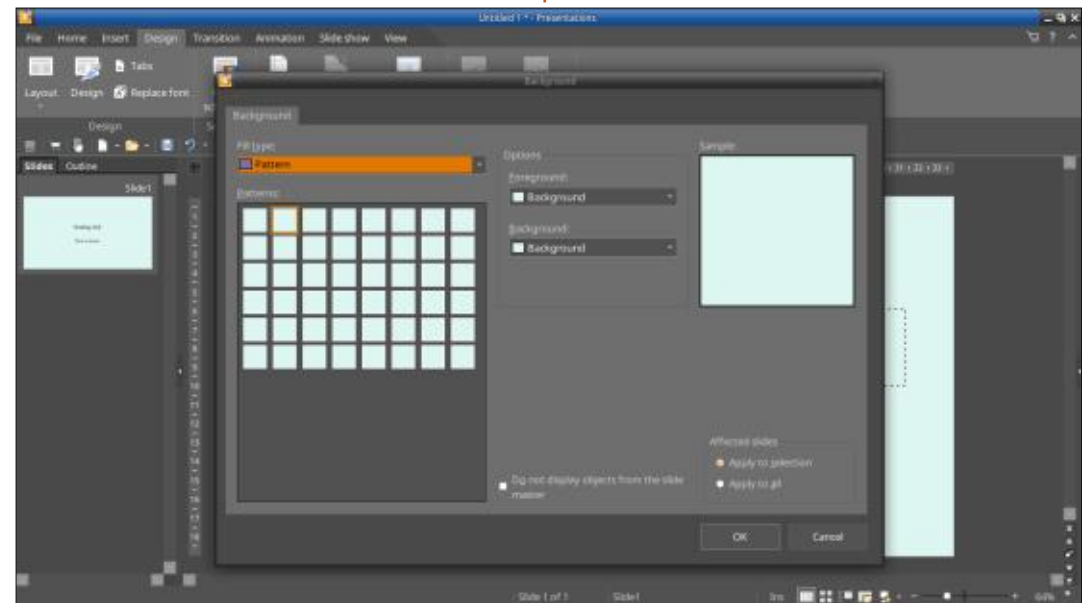 Untitled 1 * - Presentations
File Home Insert Design Transition Animation Slide show View
Tabs
Layout Design Replace font
Design
Background
Background
Slides Outline
Slide1
Fill type:
Pattern
Patterns:
Options
Foreground:
Background
Background:
Background
Sample:
Do not display objects from the slide
master
Affected slides
Apply to selection
Apply to all
OK Cancel
Slide 1 of 1 Slide1 Ins 64%